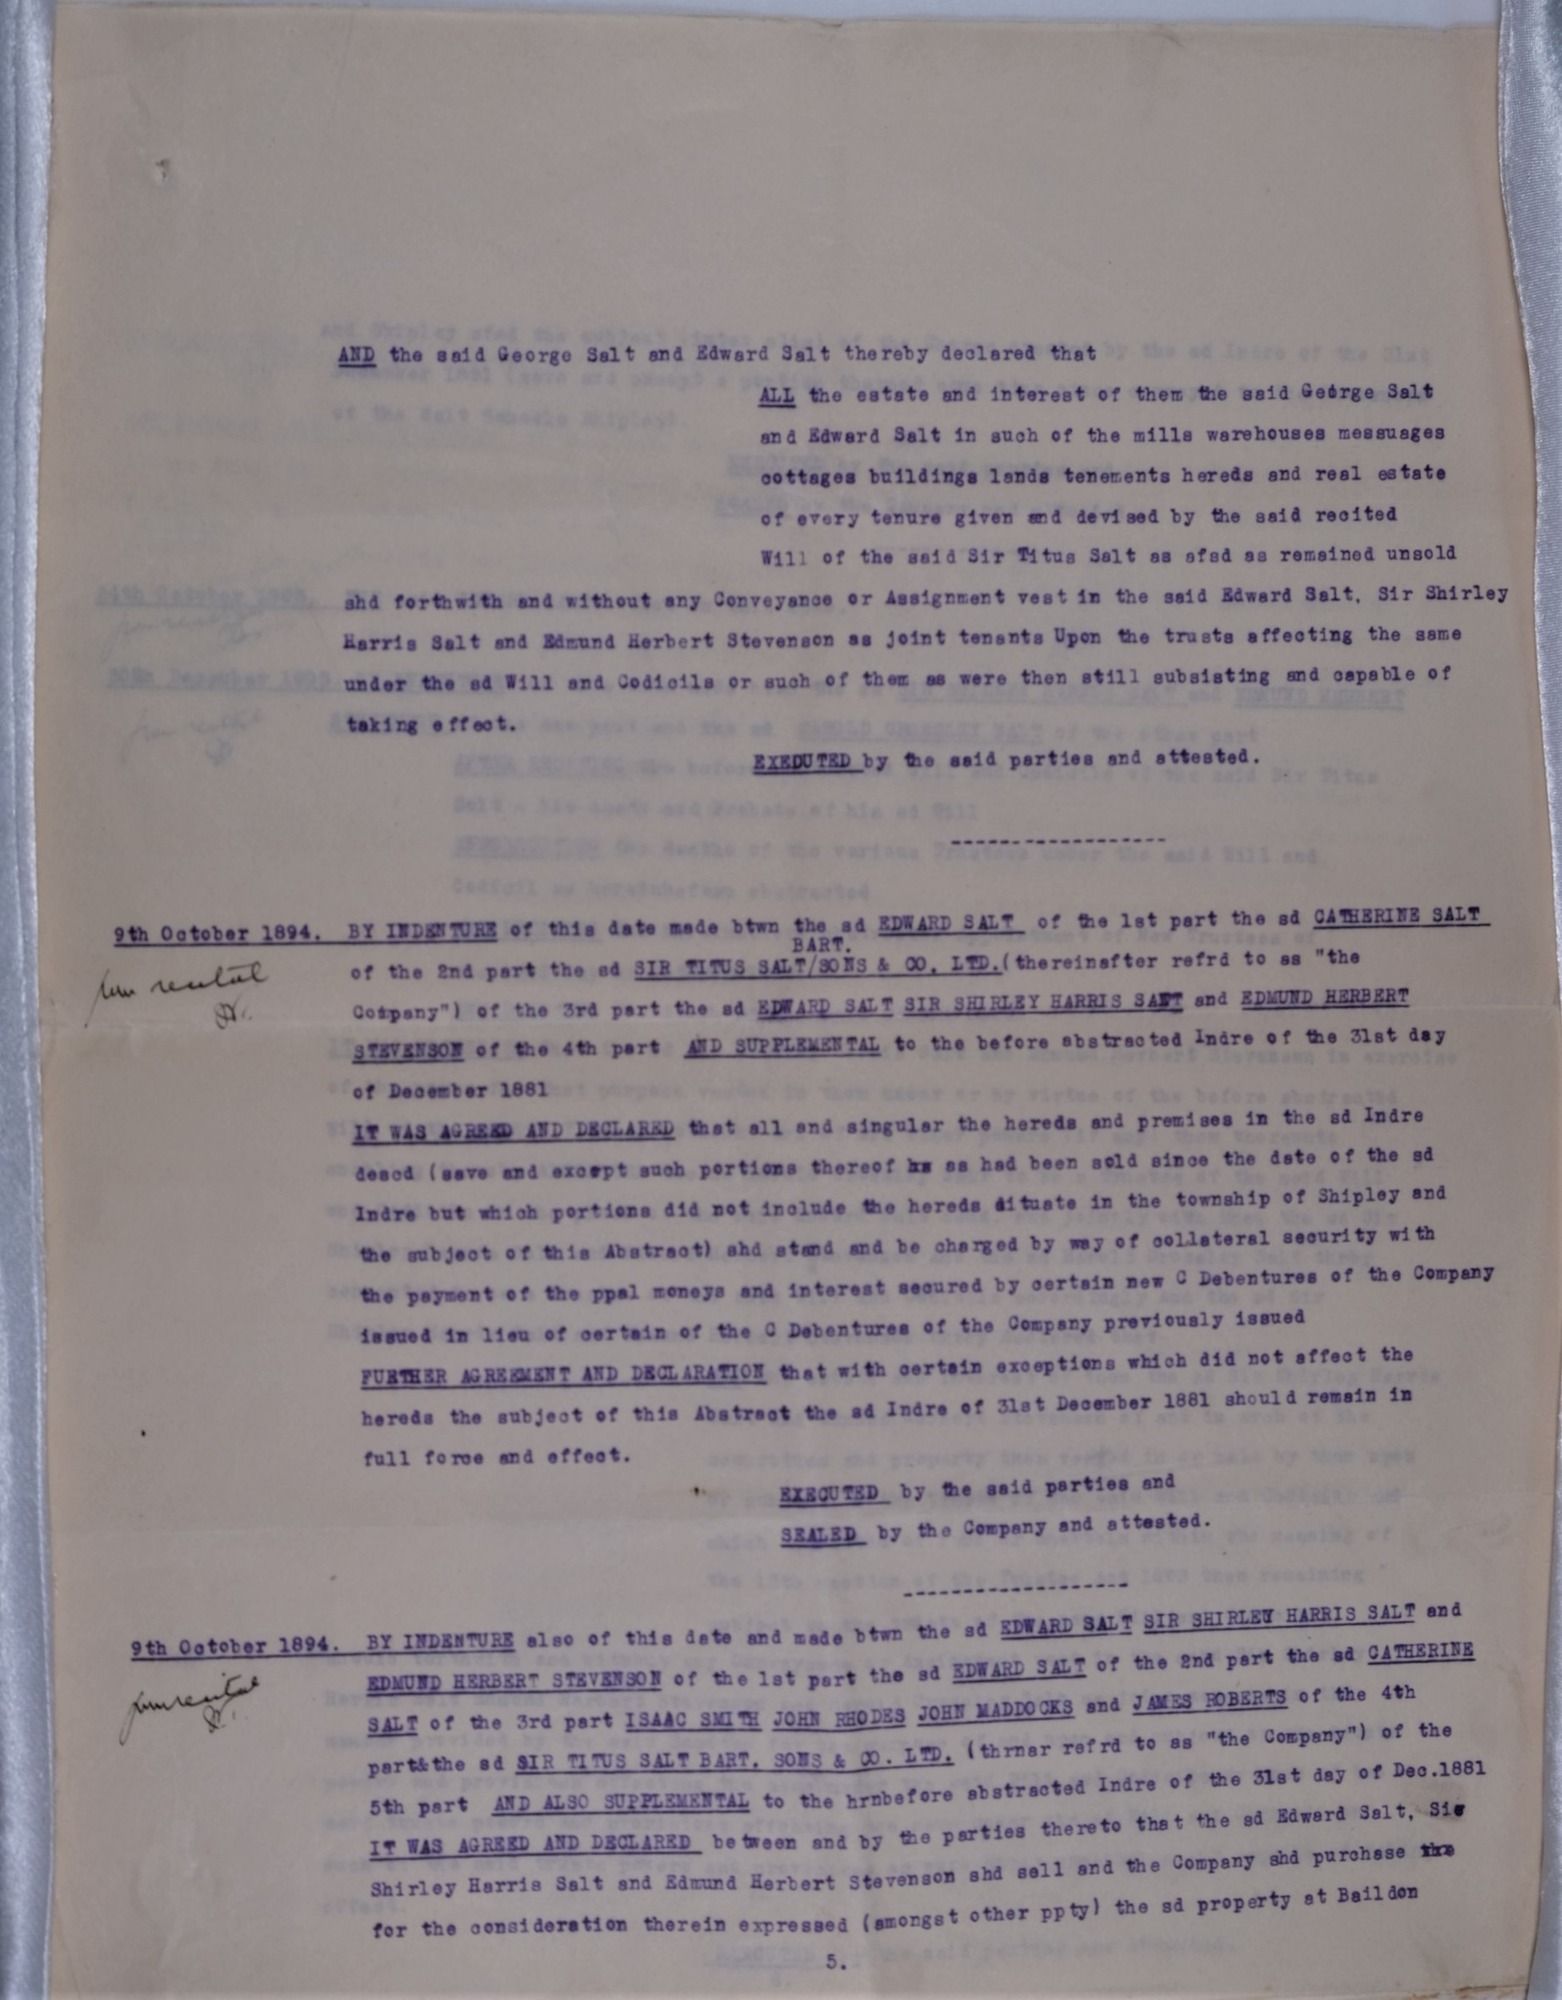 AND the said George Salt and Edward Salt thereby declared that
ALL the estate and interest of them the said George Salt
and Edward Salt in such of the mills warehouses messuages
cottages buildings lands tenements hereds and real estate
of every tenure given and devised by the said recited
Will of the said Sir Titus Salt as afsd as remained unsold
shd forthwith and without any Conveyance or Assignment vest in the said Edward Salt, Sir Shirley
Harris Salt and Edmund Herbert Stevenson as joint tenants Upon the trusts affecting the same
under the sd Will and Codicils or such of them as were then still subsisting and capable of
taking effect.
EXEDUTED by the said parties and attested.
9th October 1894. BY INDENTURE of this date made btwn the sd EDWARD SALT of the 1st part the sd CATHERINE SALT
BART.
of the 2nd part the sd SIR TITUS SALT/SONS & CO. LTD. (thereinafter refrd to as "the
from recital
Company") of the 3rd part the sd EDWARD SALT SIR SHIRLEY HARRIS SALT and EDMUND HERBERT
STEVENSON of the 4th part AND SUPPLEMENTAL to the before abstracted Indre of the 31st day
of December 1881
IT WAS AGREED AND DECLARED that all and singular the hereds and premises in the sd Indre
descd (save and except such portions thereof as had been sold since the date of the sd
Indre but which portions did not include the hereds situate in the township of Shipley and
the subject of this Abstract) shd stand and be charged by way of collateral security with
the payment of the ppal moneys and interest secured by certain new C Debentures of the Company
issued in lieu of certain of the C Debentures of the Company previously issued
FURTHER AGREEMENT AND DECLARATION that with certain exceptions which did not affect the
hereds the subject of this Abstract the sd Indre of 31st December 1881 should remain in
full force and effect.
EXECUTED by the said parties and
SEALED by the Company and attested.
9th October 1894. BY INDENTURE also of this date and made btwn the sd EDWARD SALT SIR SHIRLEY HARRIS SALT and
EDMUND HERBERT STEVENSON of the 1st part the sd EDWARD SALT of the 2nd part the sd CATHERINE
from recital
SALT of the 3rd part ISAAC SMITH JOHN RHODES JOHN MADDOCKS and JAMES ROBERTS of the 4th
part&the sd SIR TITUS SALT BART. SONS & CO. LTD. (thrnar refrd to as "the Company") of the
5th part AND ALSO SUPPLEMENTAL to the hrnbefore abstracted Indre of the 31st day of Dec.1881
IT WAS AGREED AND DECLARED between and by the parties thereto that the sd Edward Salt, Sir
Shirley Harris Salt and Edmund Herbert Stevenson shd sell and the Company shd purchase
for the consideration therein expressed (amongst other ppty) the sd property at Baildon
5.